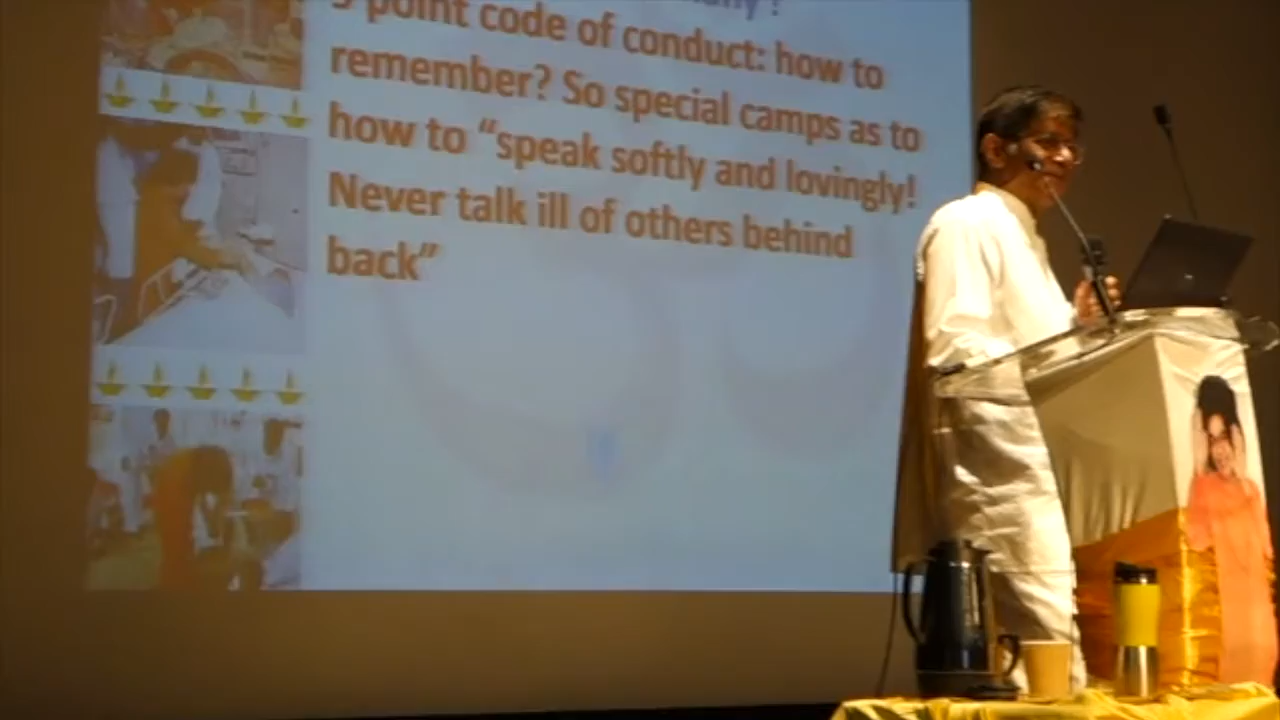 point code of conduct: how to
remember? So special camps as to
how to “speak softly and lovingly!
Never talk ill of others behind
back”